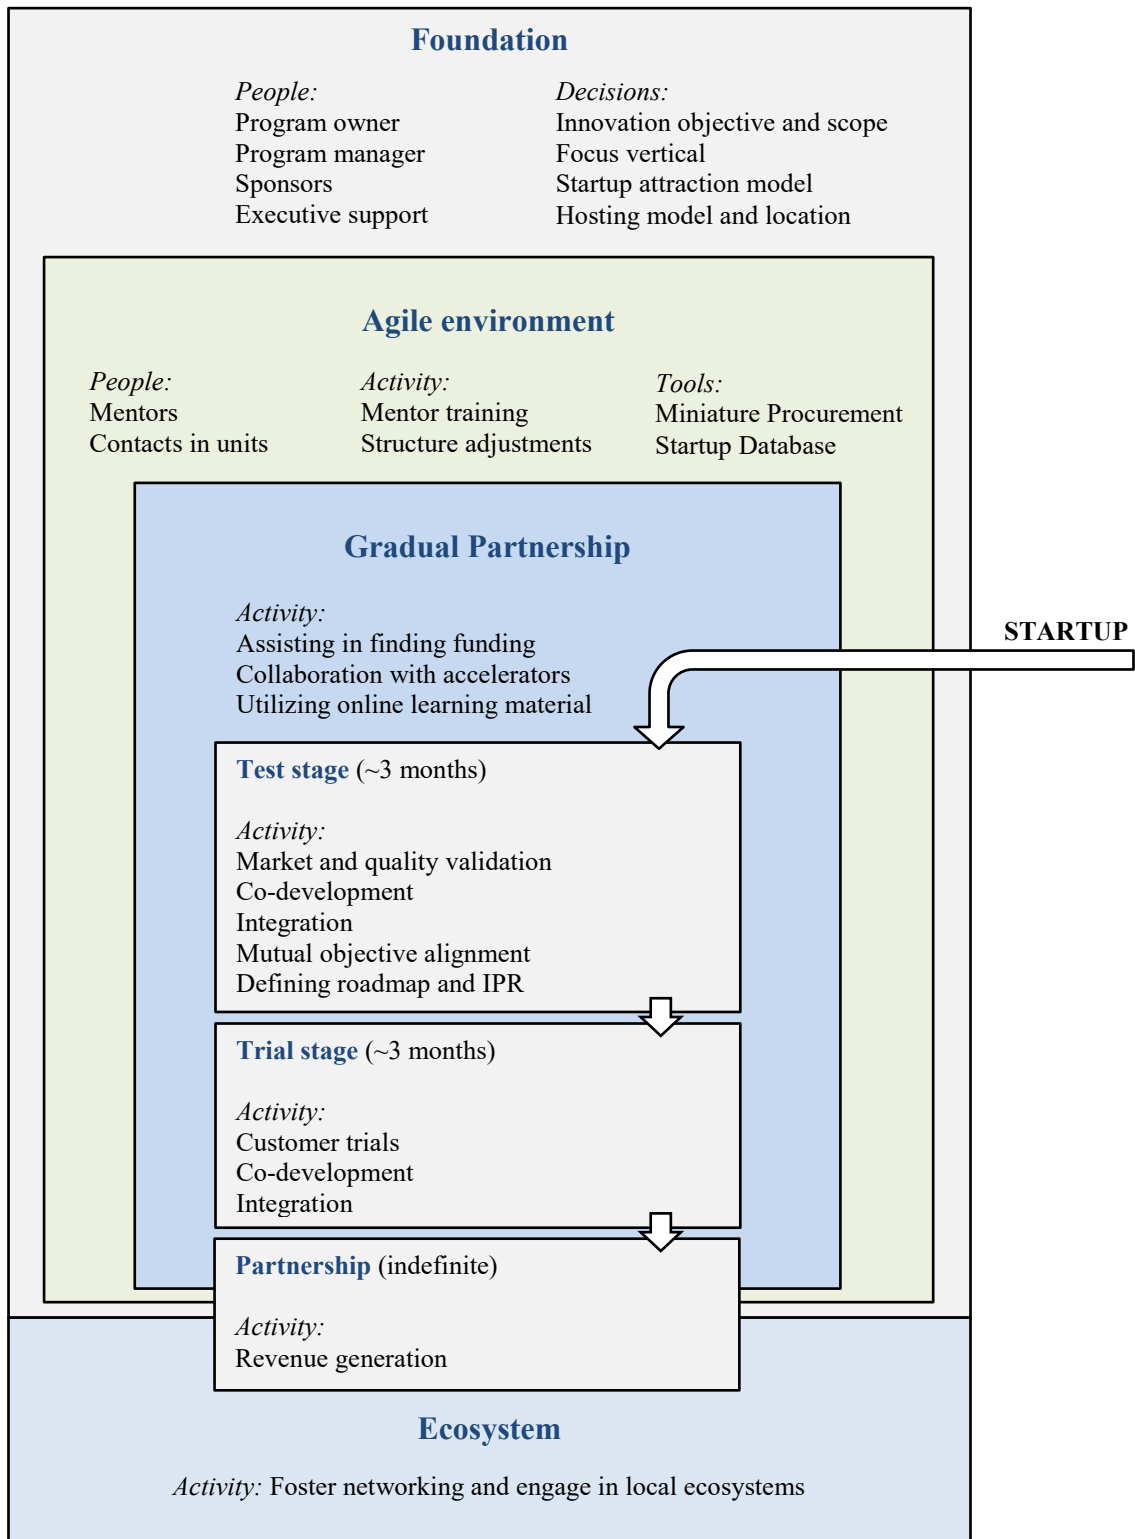 Foundation
People:
Program owner
Program manager
Sponsors
Executive support
Decisions:
Innovation objective and scope
Focus vertical
Startup attraction model
Hosting model and location
Agile environment
People:
Mentors
Contacts in units
Activity:
Mentor training
Structure adjustments
Tools:
Miniature Procurement
Startup Database
Gradual Partnership
Activity:
Assisting in finding funding
Collaboration with accelerators
Utilizing online learning material
STARTUP
Test stage (~3 months)
Activity:
Market and quality validation
Co-development
Integration
Mutual objective alignment
Defining roadmap and IPR
Trial stage (~3 months)
Activity:
Customer trials
Co-development
Integration
Partnership (indefinite)
Activity:
Revenue generation
Ecosystem
Activity: Foster networking and engage in local ecosystems